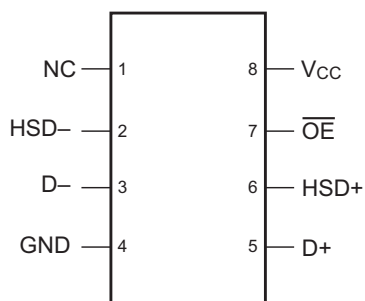 NC 1 8 VCC
HSD– 2 7 OE
D– 3 6 HSD+
GND 4 5 D+